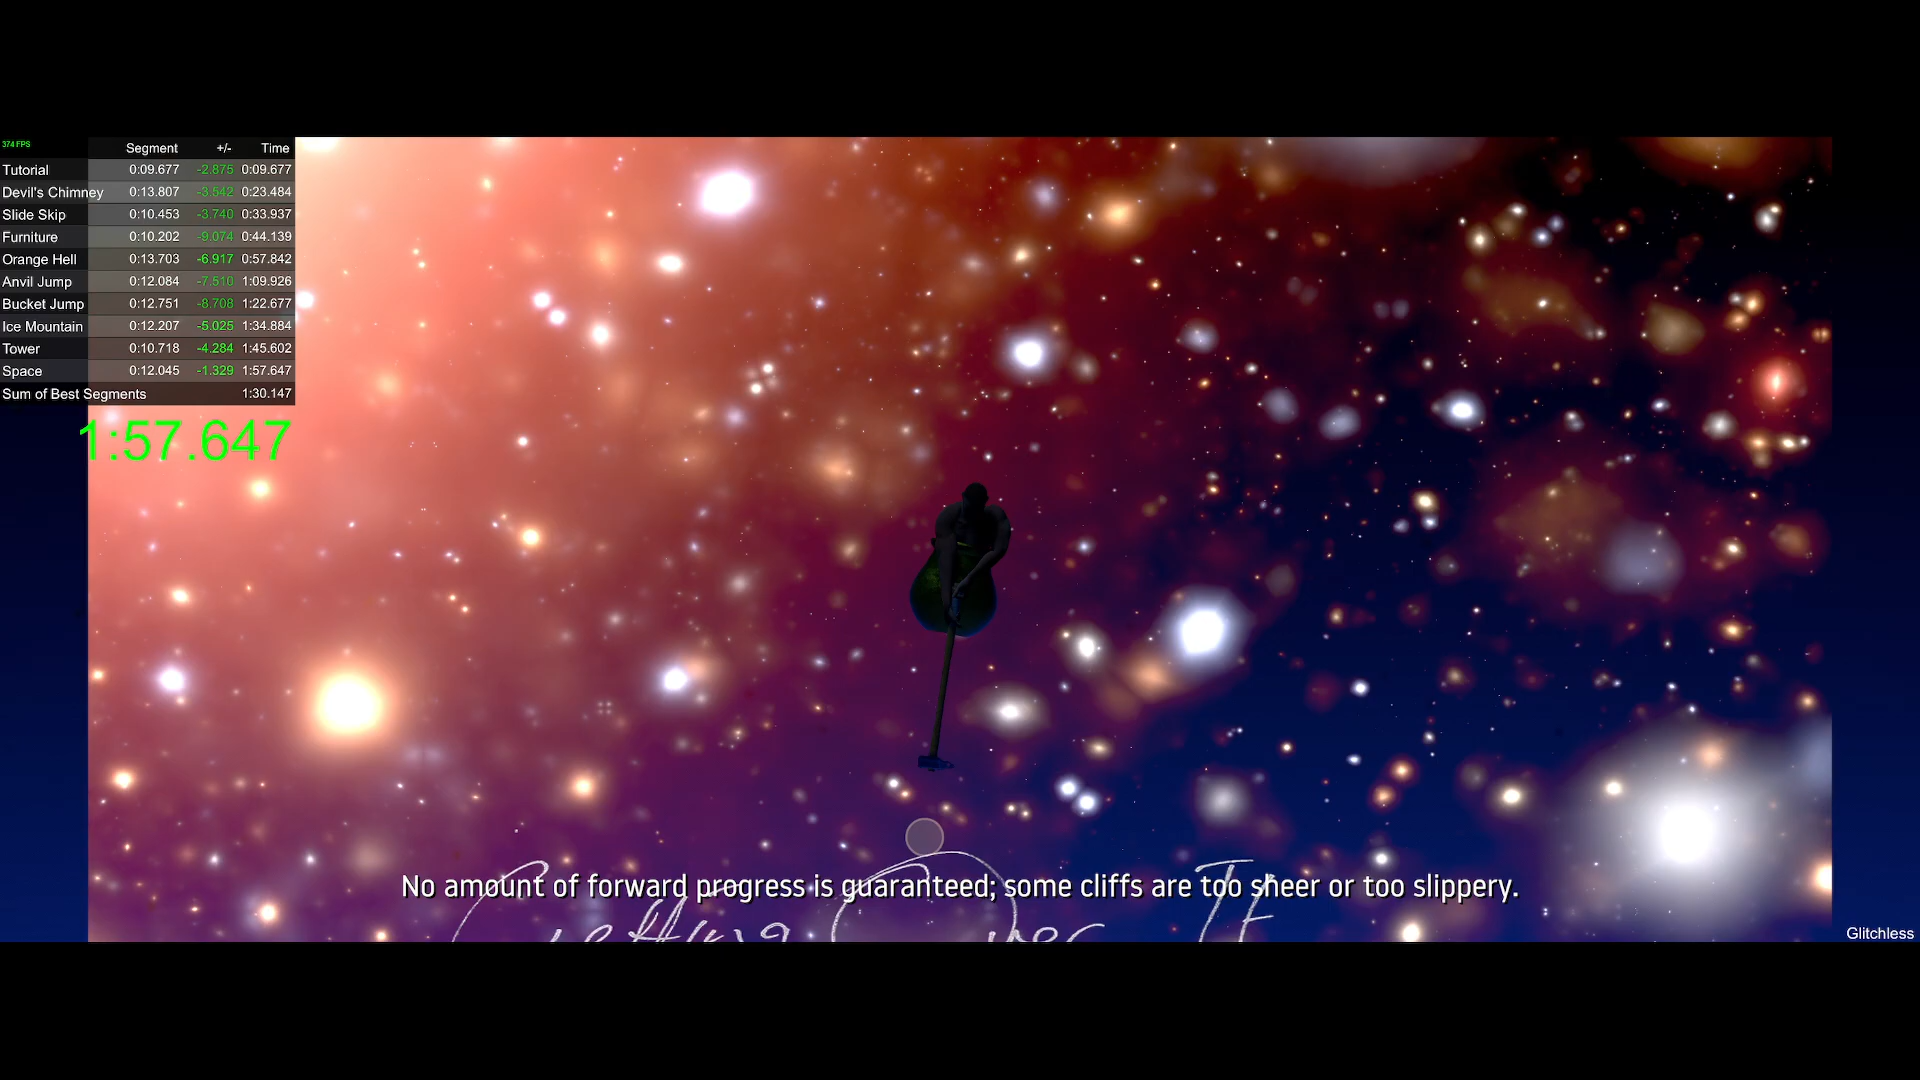 374 FPS
Segment +/- Time
Tutorial 0:09.677 -2.875 0:09.677
Devil's Chimney 0:13.807 -3.542 0:23.484
Slide Skip 0:10.453 -3.740 0:33.937
Furniture 0:10.202 -9.074 0:44.139
Orange Hell 0:13.703 -6.917 0:57.842
Anvil Jump 0:12.084 -7.510 1:09.926
Bucket Jump 0:12.751 -8.708 1:22.677
Ice Mountain 0:12.207 -5.025 1:34.884
Tower 0:10.718 -4.284 1:45.602
Space 0:12.045 -1.329 1:57.647
Sum of Best Segments 1:30.147
1:57.647
No amount of forward progress is guaranteed; some cliffs are too sheer or too slippery.
Getting Over It
Glitchless